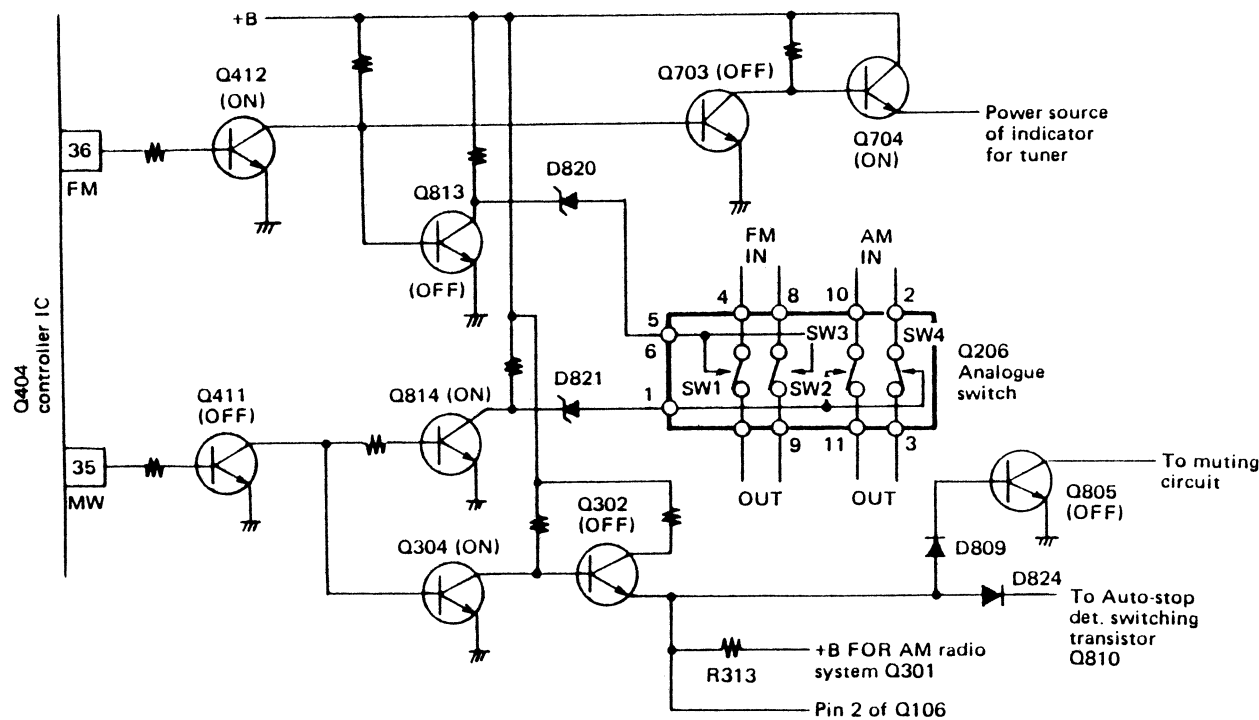 +B
Q412
(ON)
Q703 (OFF)
Q704
(ON)
Power source
of indicator
for tuner
36
FM
Q813
(OFF)
D820
FM
IN
AM
IN
4
8
10
2
5
6
SW3
SW4
SW1
SW2
1
9
11
3
OUT
OUT
Q206
Analogue
switch
Q404
controller IC
Q411
(OFF)
Q814 (ON)
D821
35
MW
Q304 (ON)
Q302
(OFF)
To muting
circuit
Q805
(OFF)
D809
D824
To Auto-stop
det. switching
transistor
Q810
R313
+B FOR AM radio
system Q301
Pin 2 of Q106